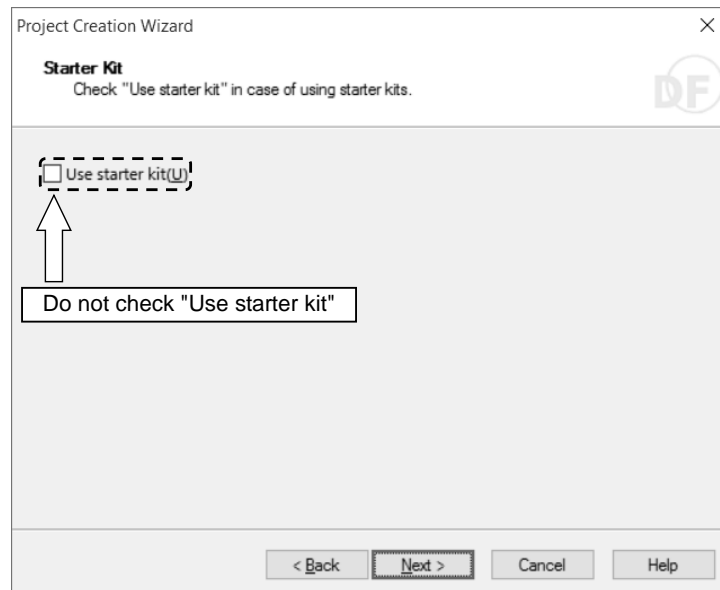 Project Creation Wizard
Starter Kit
Check "Use starter kit" in case of using starter kits.
DF
Use starter kit(U)
Do not check "Use starter kit"
< Back Next > Cancel Help